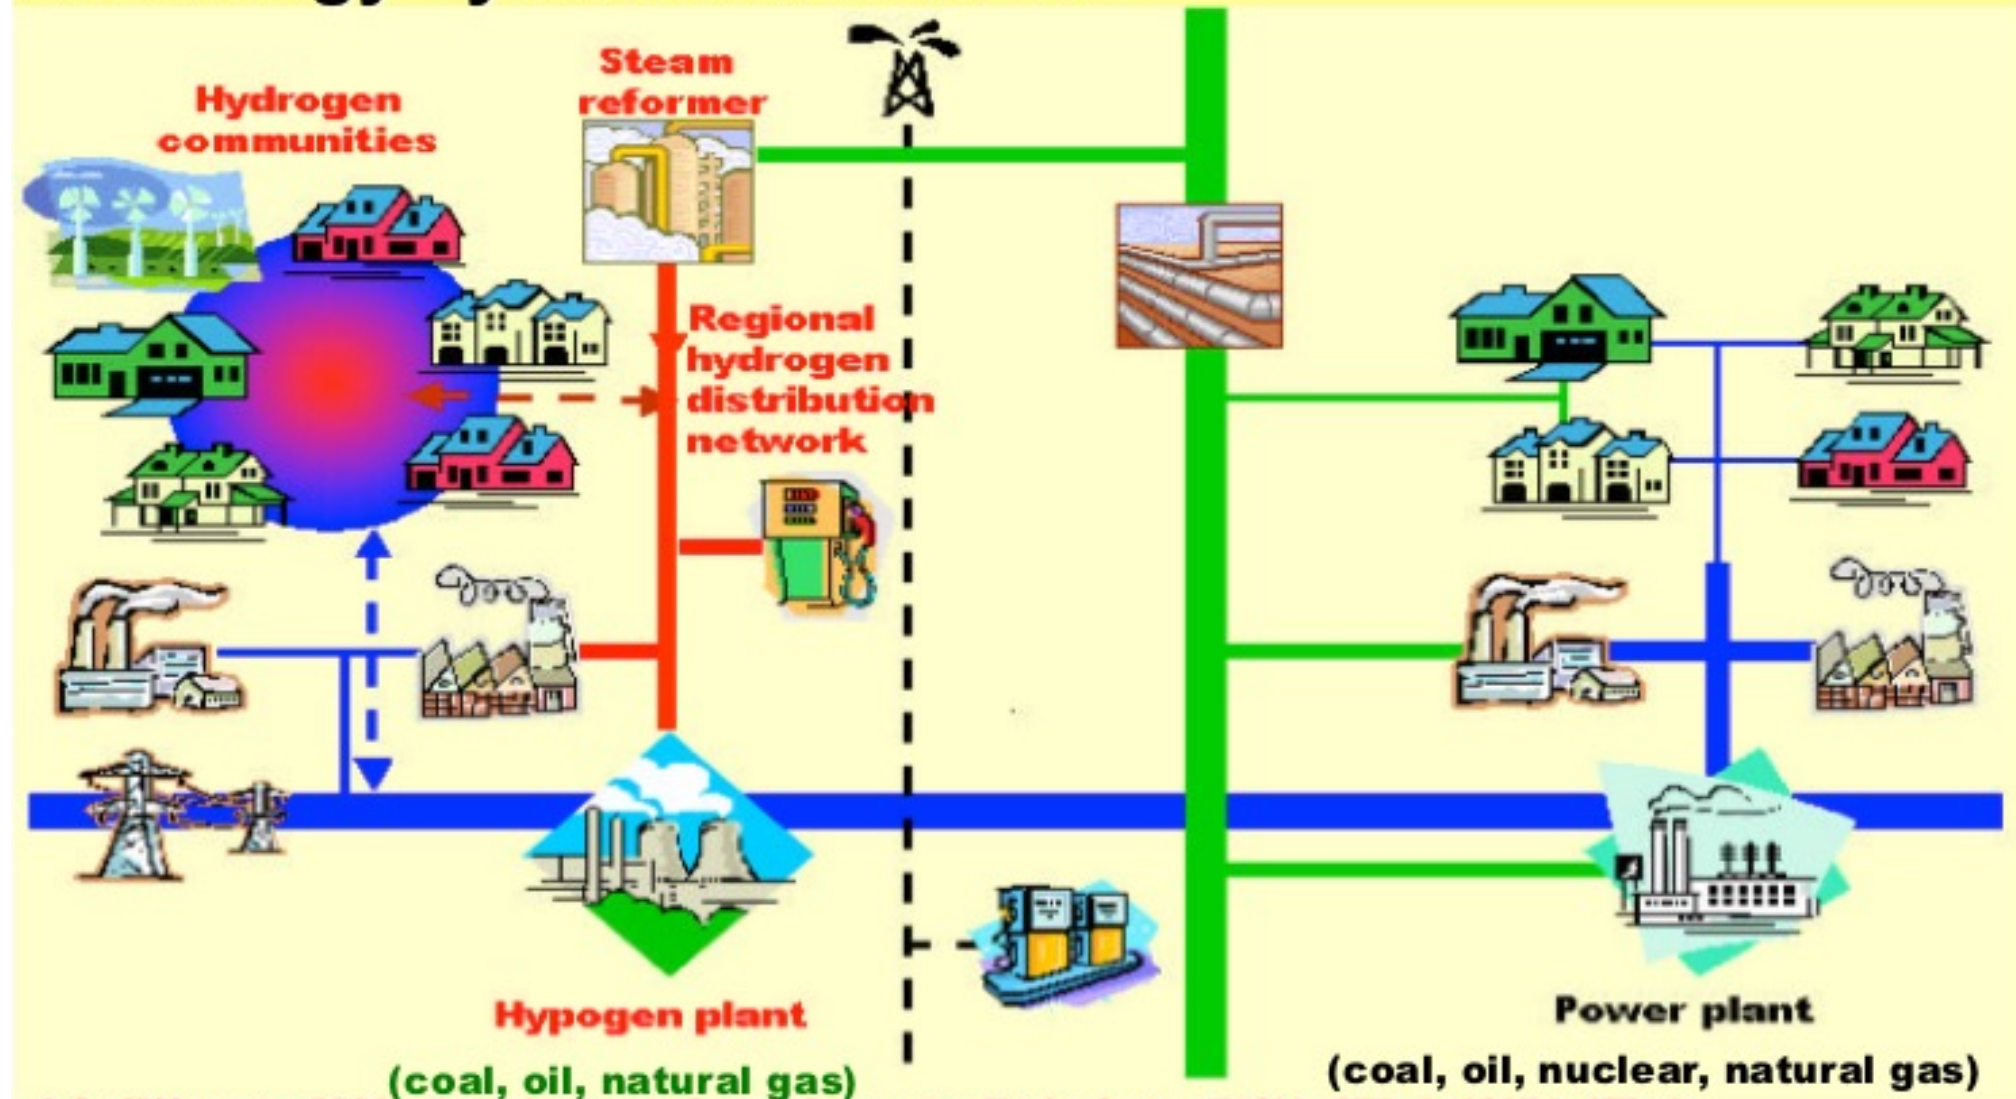 Hydrogen
communities
Steam
reformer
Regional
hydrogen
distribution
network
Hypogen plant
(coal, oil, natural gas)
Power plant
(coal, oil, nuclear, natural gas)